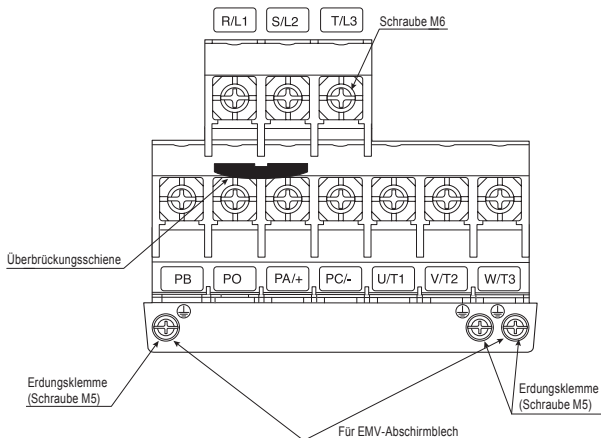 R/L1 S/L2 T/L3
Schraube M6
Überbrückungsschiene
PB PO PA/+ PC/- U/T1 V/T2 W/T3
Erdungsklemme
(Schraube M5)
Erdungsklemme
(Schraube M5)
Für EMV-Abschirmblech